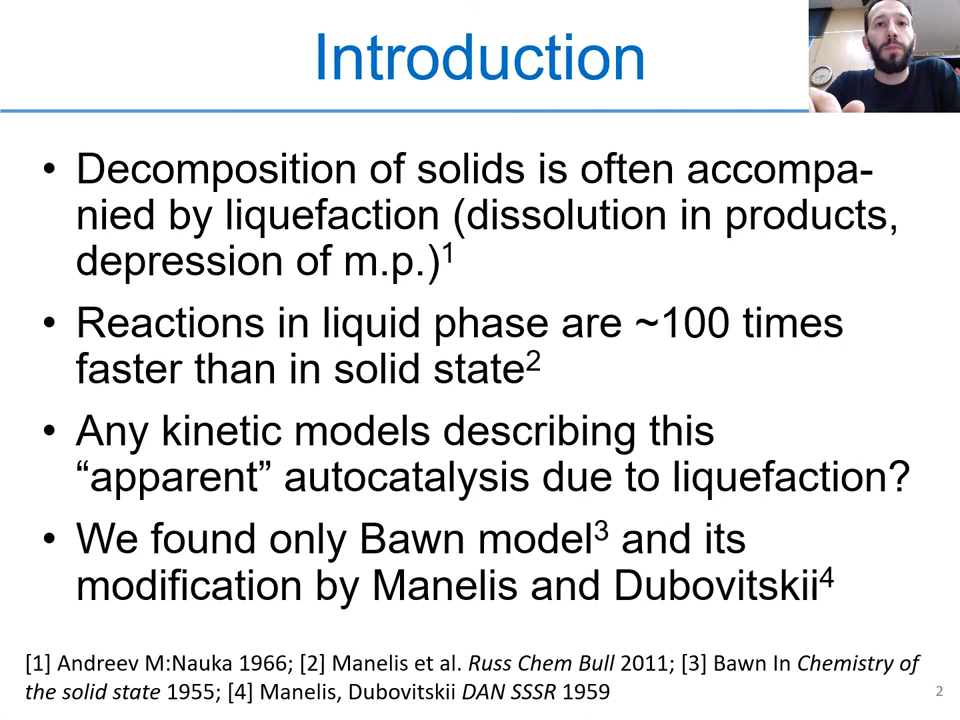 Introduction
• Decomposition of solids is often accompa-
nied by liquefaction (dissolution in products,
depression of m.p.)1
• Reactions in liquid phase are ~100 times
faster than in solid state2
• Any kinetic models describing this
“apparent” autocatalysis due to liquefaction?
• We found only Bawn model3 and its
modification by Manelis and Dubovitskii4
[1] Andreev M:Nauka 1966; [2] Manelis et al. Russ Chem Bull 2011; [3] Bawn In Chemistry of
the solid state 1955; [4] Manelis, Dubovitskii DAN SSSR 1959
2